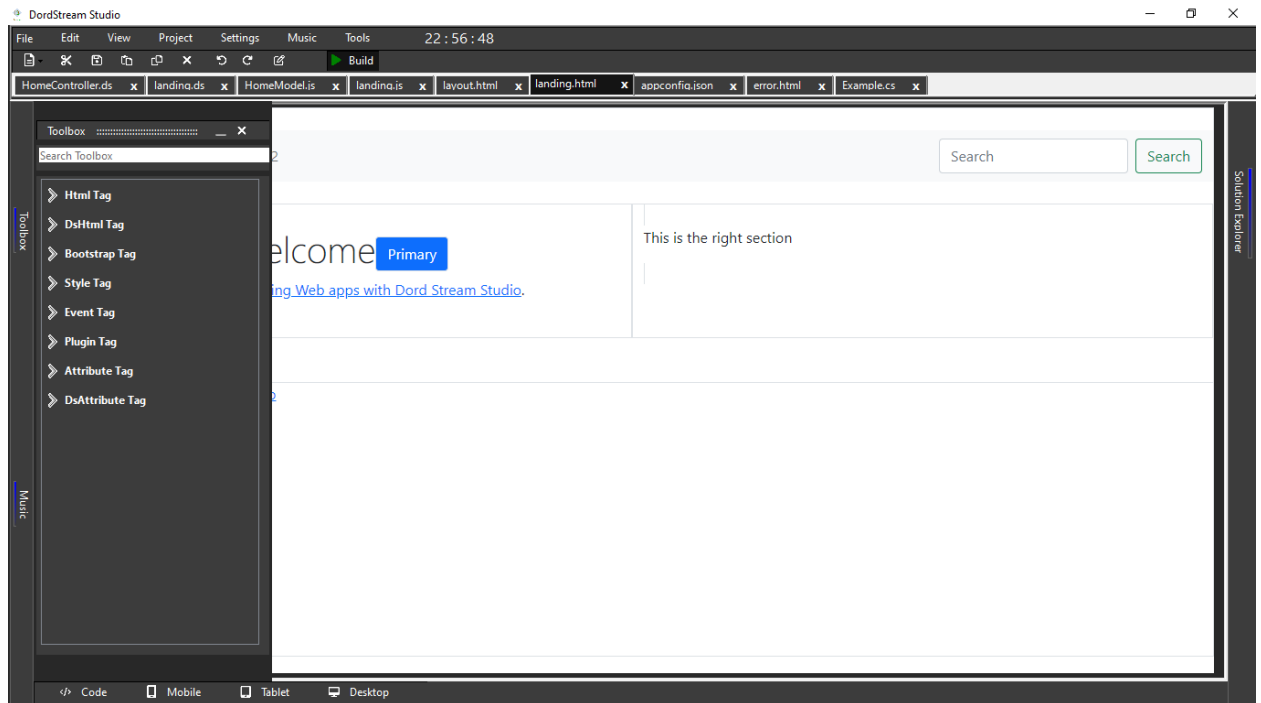 DordStream Studio
File Edit View Project Settings Music Tools 22:56:48
Build
HomeController.ds x landing.ds x HomeModel.js x landing.js x layout.html x landing.html x appconfig.json x error.html x Example.cs x
Toolbox
Search Toolbox
Html Tag
DsHtml Tag
Bootstrap Tag
Style Tag
Event Tag
Plugin Tag
Attribute Tag
DsAttribute Tag
Toolbox
Music
2
Search Search
elcome Primary
ing Web apps with Dord Stream Studio.
This is the right section
Solution Explorer
</> Code Mobile Tablet Desktop